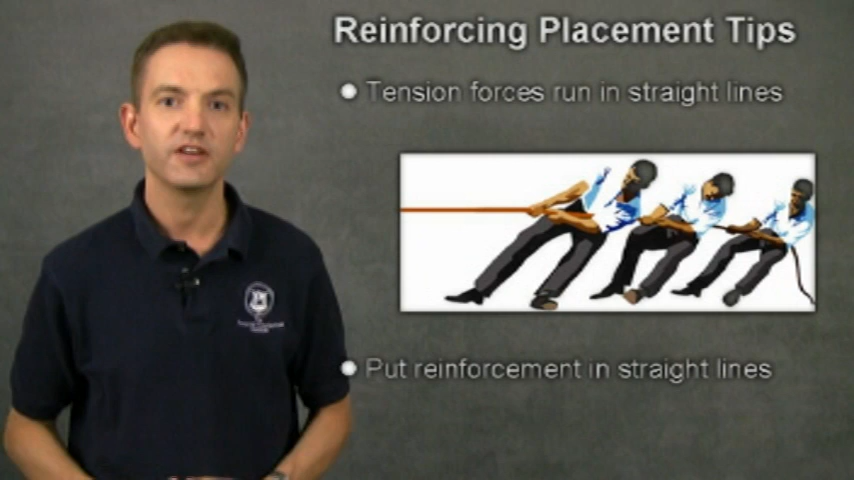 Reinforcing Placement Tips
Tension forces run in straight lines
Put reinforcement in straight lines